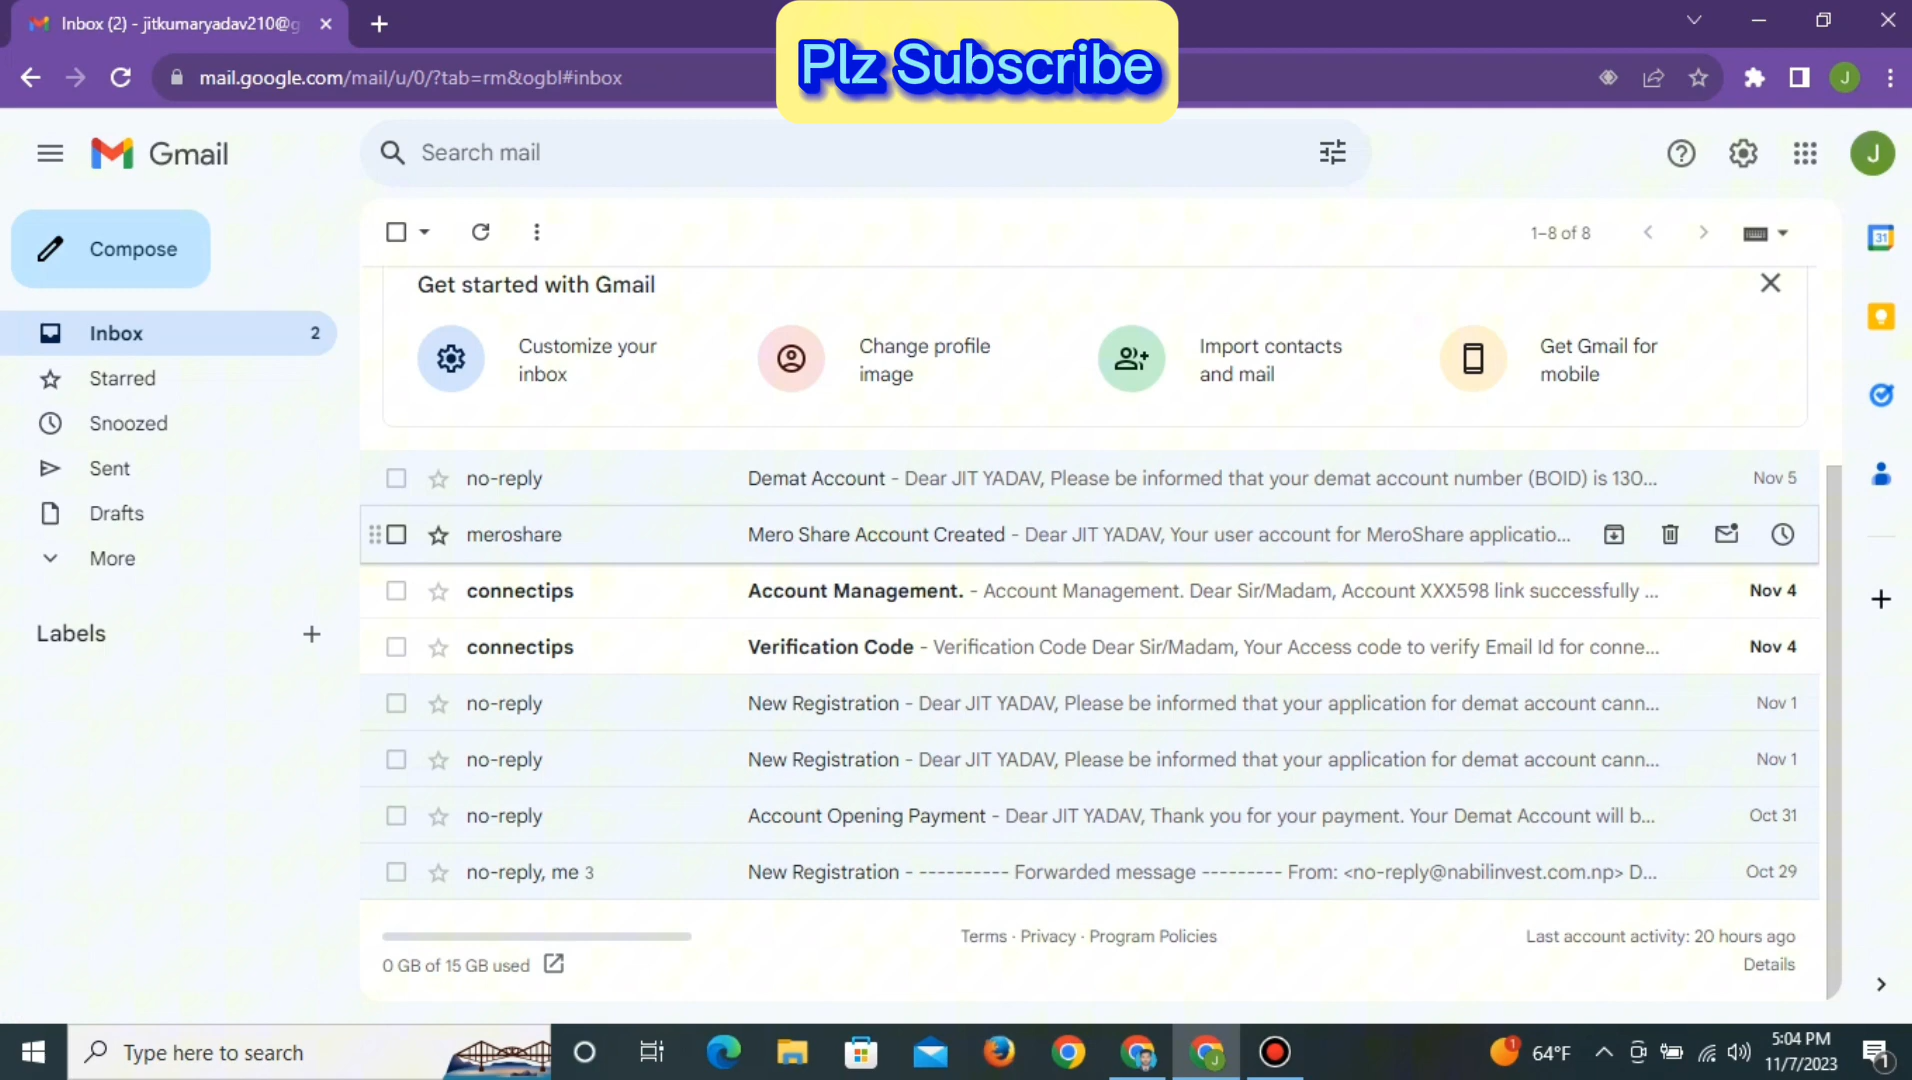 Inbox (2) - jitkumaryadav210@g
Plz Subscribe
mail.google.com/mail/u/0/?tab=rm&ogbl#inbox
J
Gmail
Search mail
J
Compose
1–8 of 8
31
Get started with Gmail
Customize your
inbox
Change profile
image
Import contacts
and mail
Get Gmail for
mobile
Inbox 2
Starred
Snoozed
Sent
Drafts
More
Labels
no-reply Demat Account - Dear JIT YADAV, Please be informed that your demat account number (BOID) is 130... Nov 5
meroshare Mero Share Account Created - Dear JIT YADAV, Your user account for MeroShare applicatio...
connectips Account Management. - Account Management. Dear Sir/Madam, Account XXX598 link successfully ... Nov 4
connectips Verification Code - Verification Code Dear Sir/Madam, Your Access code to verify Email Id for conne... Nov 4
no-reply New Registration - Dear JIT YADAV, Please be informed that your application for demat account cann... Nov 1
no-reply New Registration - Dear JIT YADAV, Please be informed that your application for demat account cann... Nov 1
no-reply Account Opening Payment - Dear JIT YADAV, Thank you for your payment. Your Demat Account will b... Oct 31
no-reply, me 3 New Registration - ---------- Forwarded message --------- From: <no-reply@nabilinvest.com.np> D... Oct 29
0 GB of 15 GB used
Terms · Privacy · Program Policies
Last account activity: 20 hours ago
Details
Type here to search
J
1
64°F
5:04 PM
11/7/2023
1